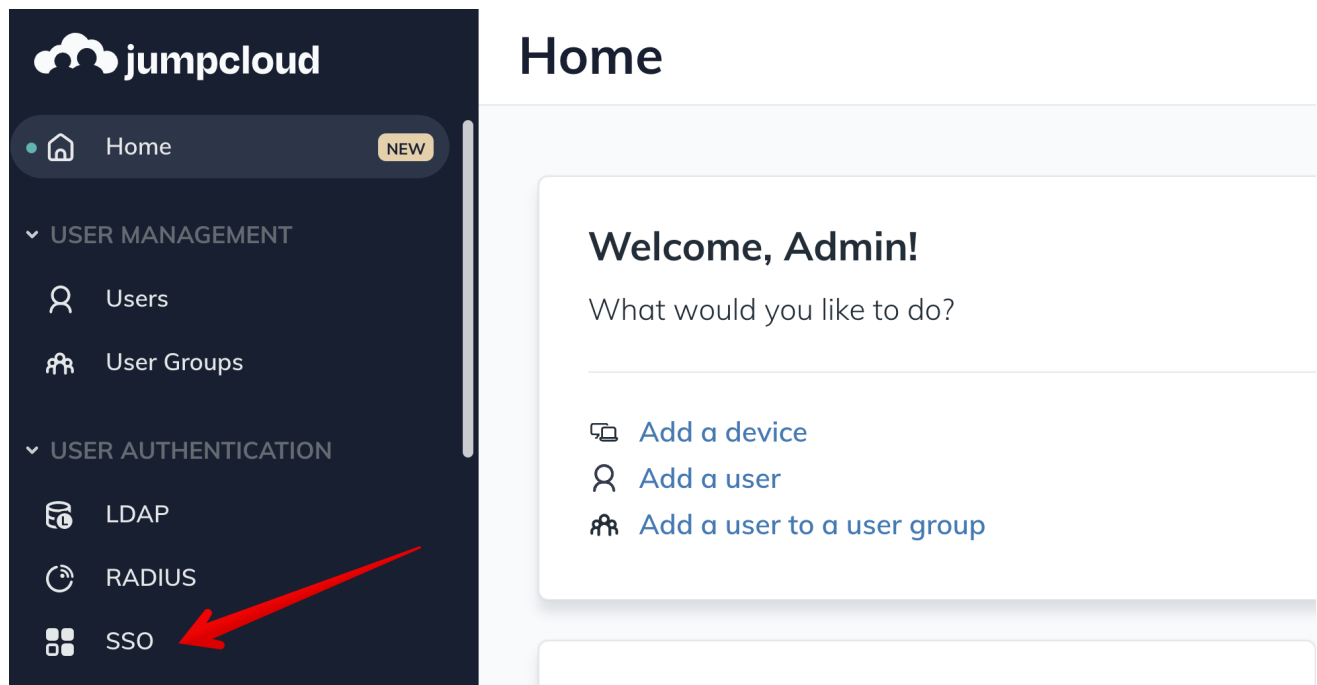 jumpcloud
Home NEW
USER MANAGEMENT
Users
User Groups
USER AUTHENTICATION
LDAP
RADIUS
SSO
Home
Welcome, Admin!
What would you like to do?
Add a device
Add a user
Add a user to a user group